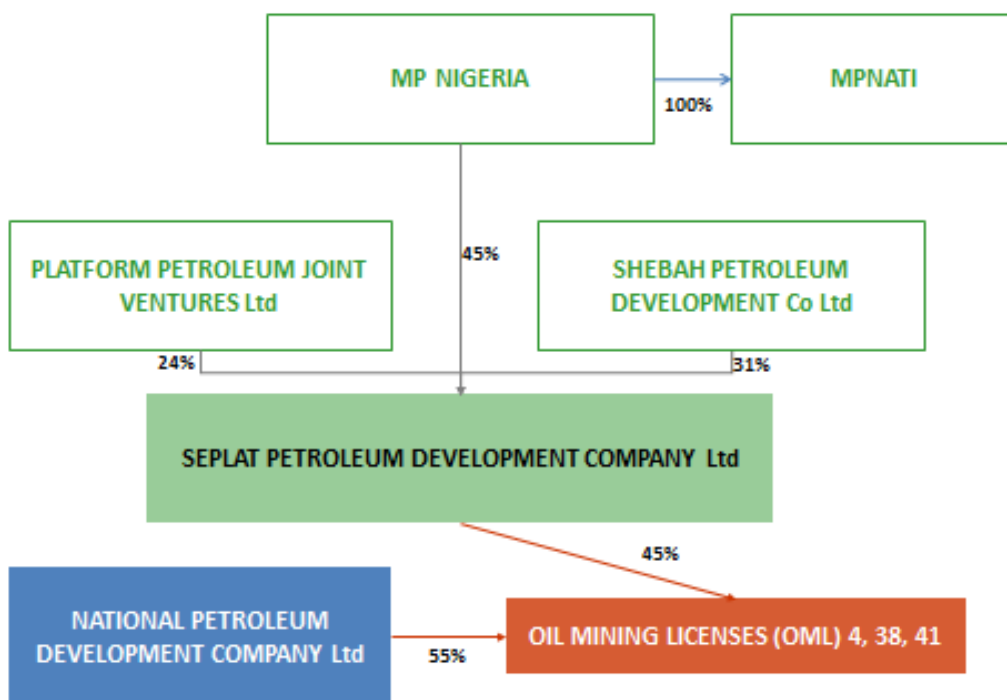 MP NIGERIA
MPNATI
100%
45%
PLATFORM PETROLEUM JOINT
VENTURES Ltd
SHEBAH PETROLEUM
DEVELOPMENT Co Ltd
24%
31%
SEPLAT PETROLEUM DEVELOPMENT COMPANY Ltd
45%
NATIONAL PETROLEUM
DEVELOPMENT COMPANY Ltd
55%
OIL MINING LICENSES (OML) 4, 38, 41